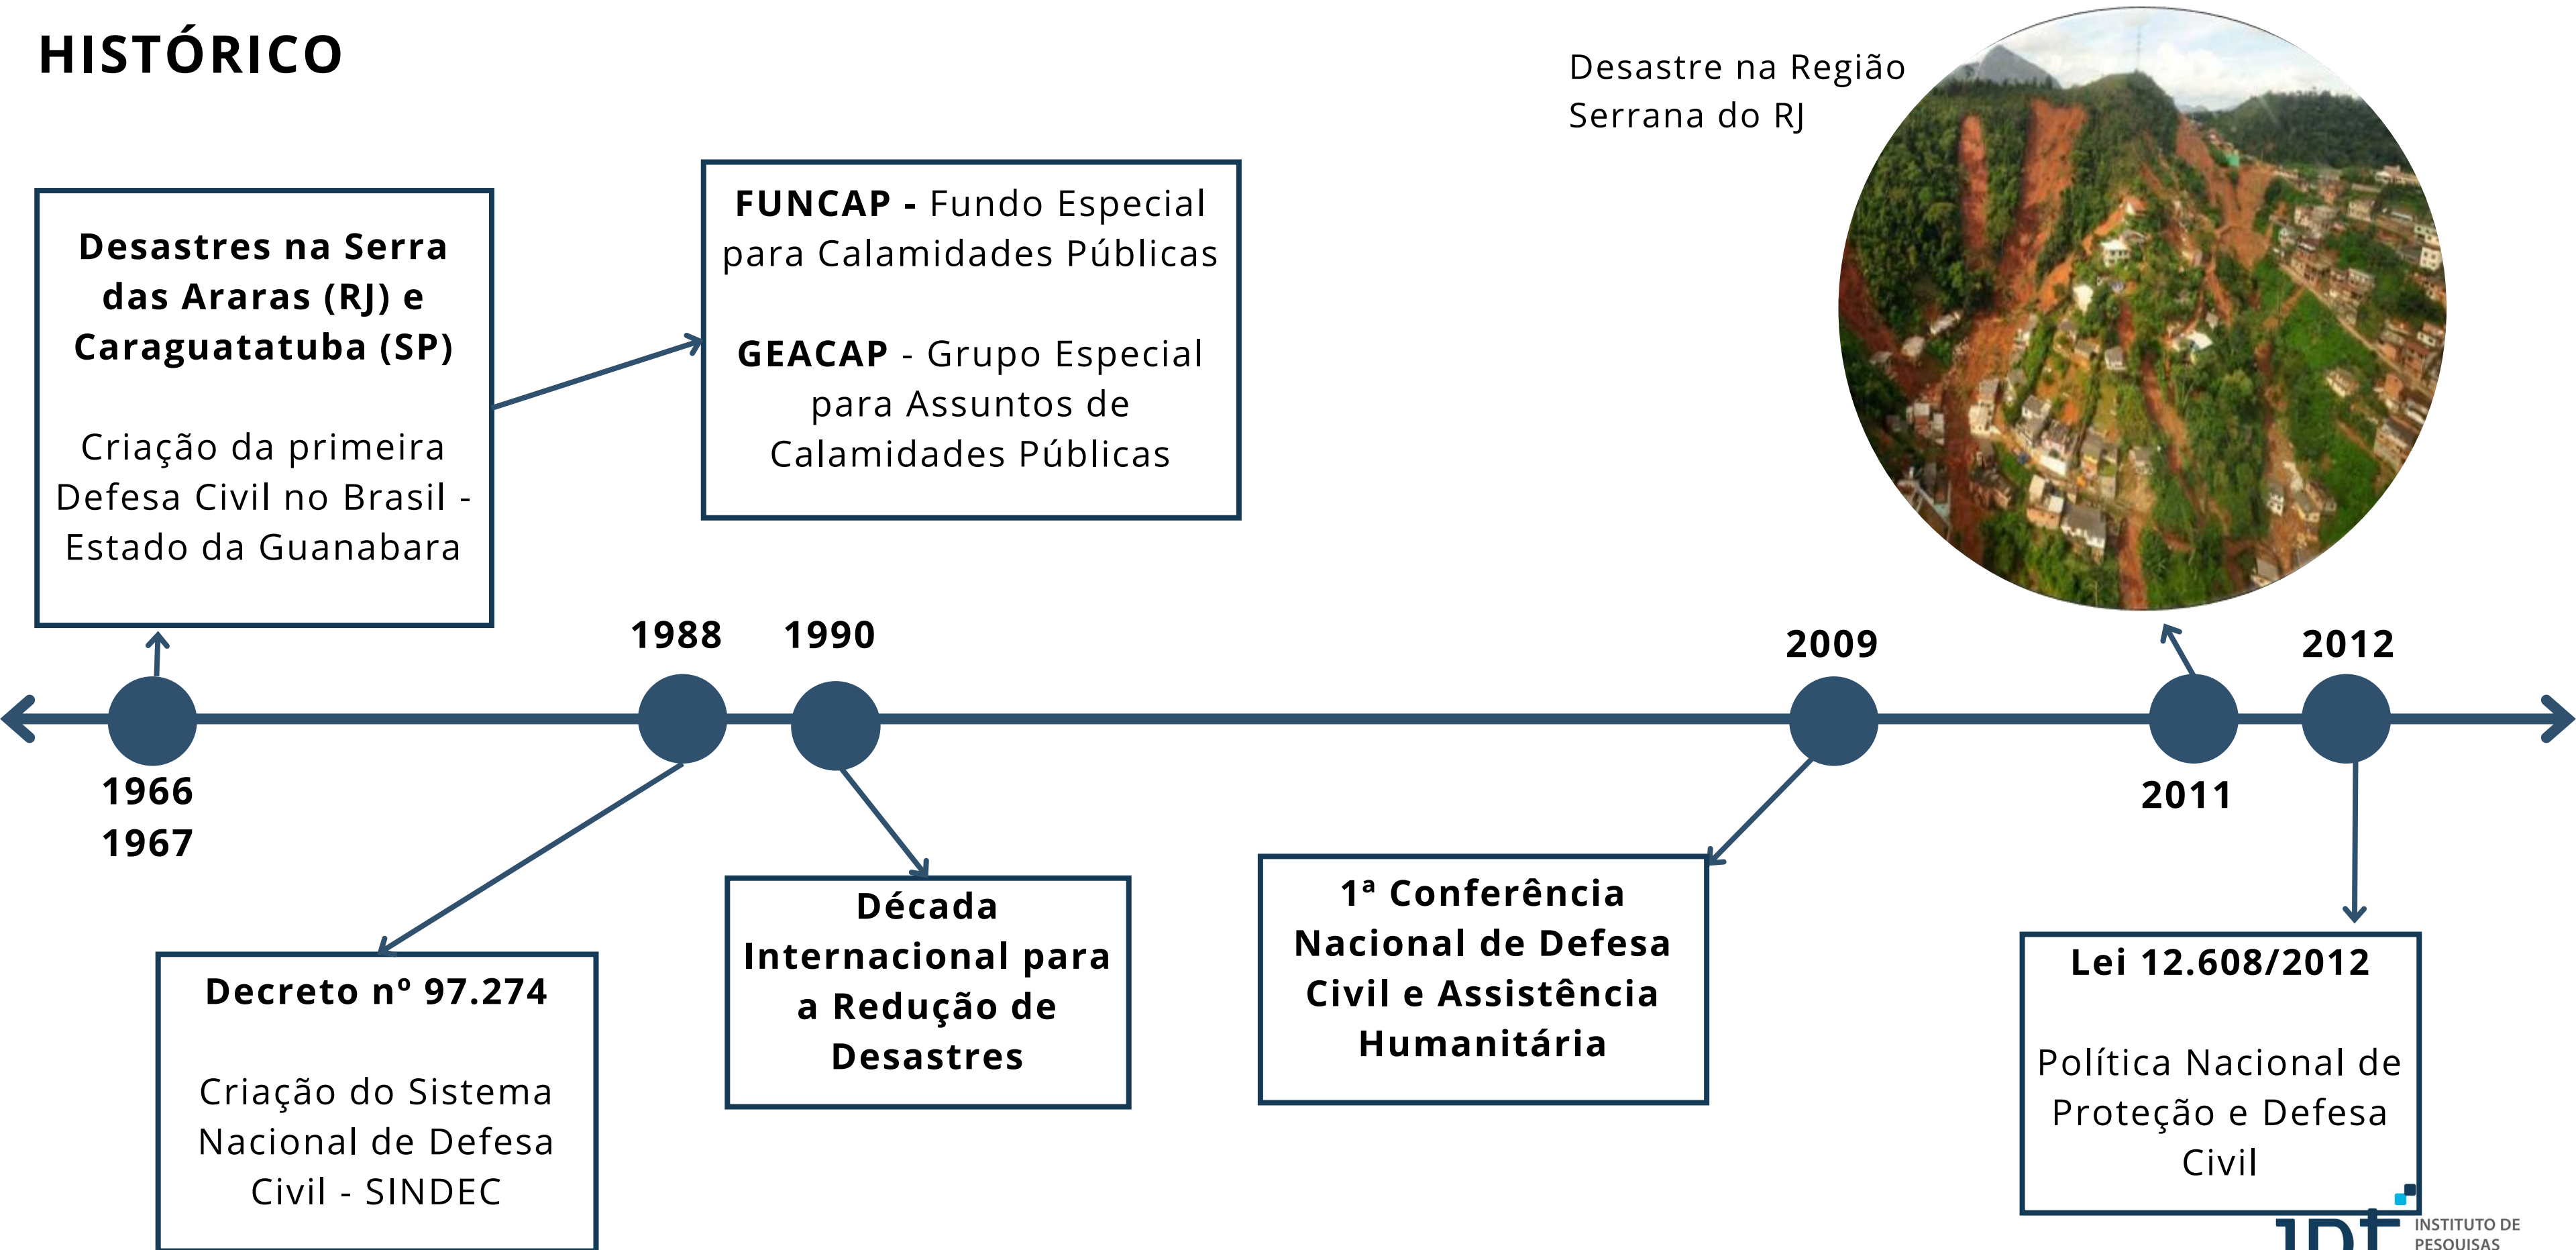 HISTÓRICO
Desastre na Região
Serrana do RJ
Desastres na Serra
das Araras (RJ) e
Caraguatatuba (SP)
Criação da primeira
Defesa Civil no Brasil -
Estado da Guanabara
FUNCAP - Fundo Especial
para Calamidades Públicas
GEACAP - Grupo Especial
para Assuntos de
Calamidades Públicas
1966
1967
1988
1990
2009
2011
2012
Decreto nº 97.274
Criação do Sistema
Nacional de Defesa
Civil - SINDEC
Década
Internacional para
a Redução de
Desastres
1ª Conferência
Nacional de Defesa
Civil e Assistência
Humanitária
Lei 12.608/2012
Política Nacional de
Proteção e Defesa
Civil
ipt
INSTITUTO DE
PESQUISAS